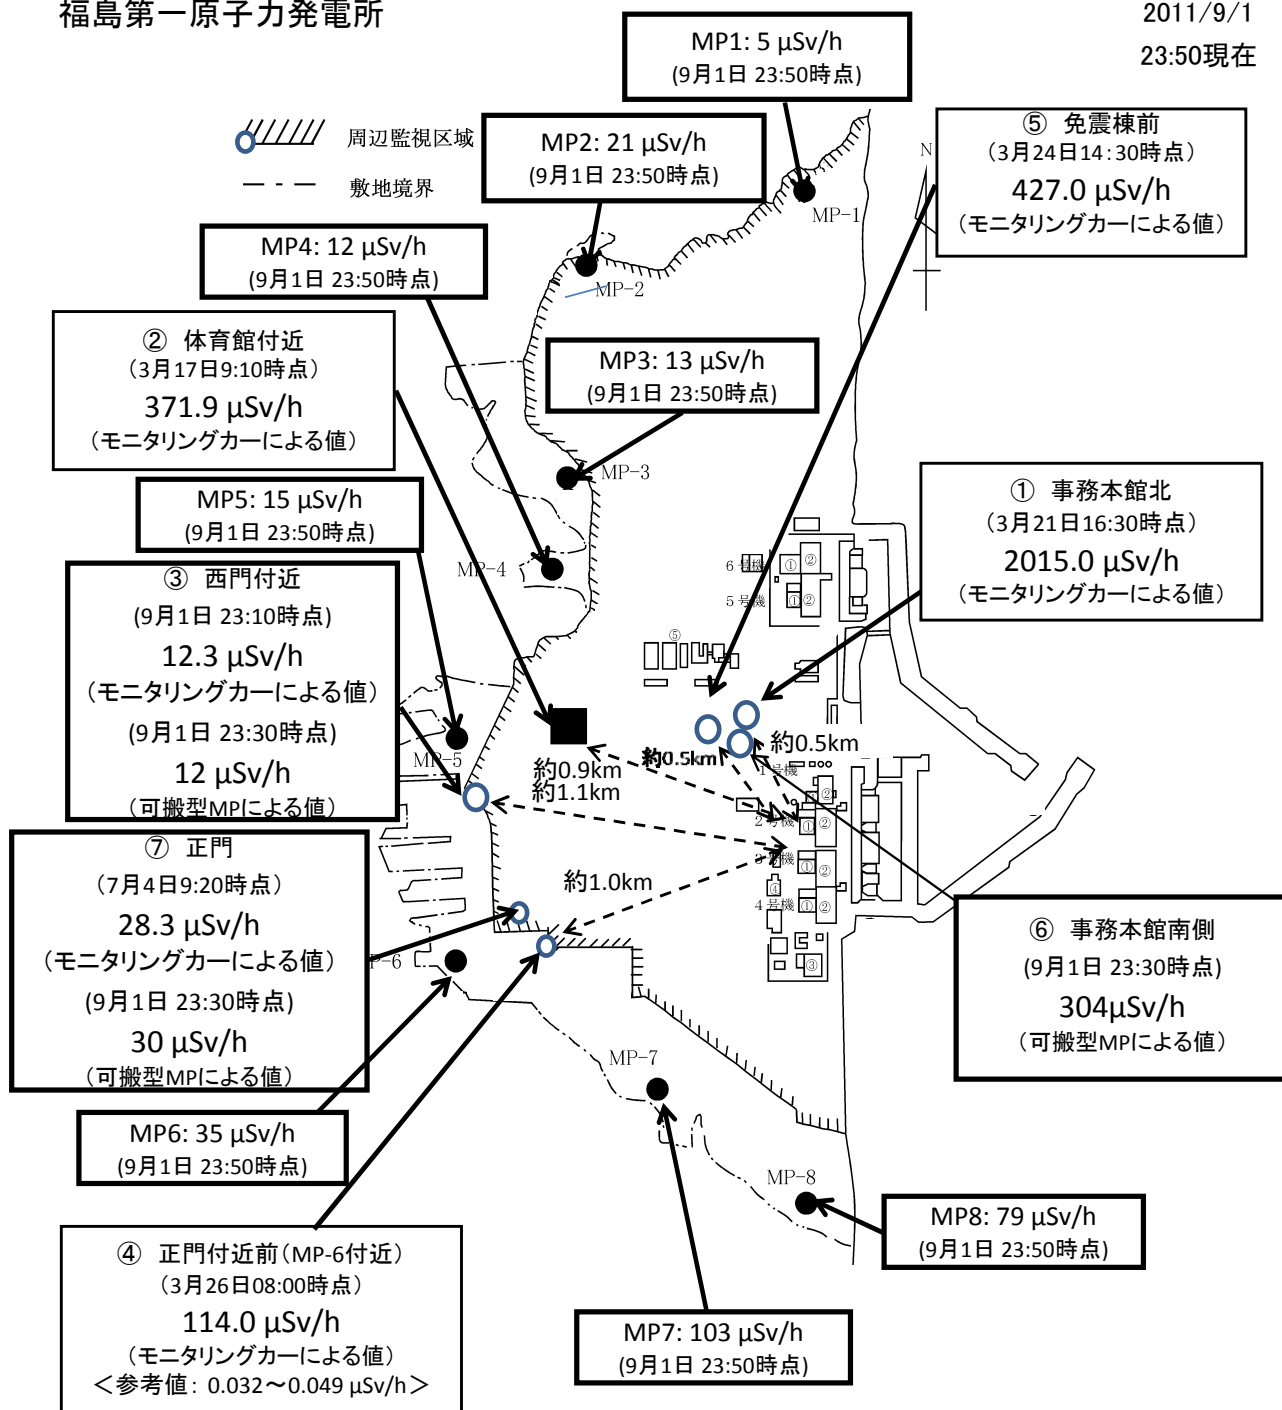 福島第一原子力発電所
2011/9/1
23:50現在
周辺監視区域
敷地境界
MP1: 5 μSv/h
(9月1日 23:50時点)
MP2: 21 μSv/h
(9月1日 23:50時点)
⑤ 免震棟前
(3月24日14:30時点)
427.0 μSv/h
(モニタリングカーによる値)
N
MP-1
MP4: 12 μSv/h
(9月1日 23:50時点)
MP-2
② 体育館付近
(3月17日9:10時点)
371.9 μSv/h
(モニタリングカーによる値)
MP3: 13 μSv/h
(9月1日 23:50時点)
MP-3
MP5: 15 μSv/h
(9月1日 23:50時点)
① 事務本館北
(3月21日16:30時点)
2015.0 μSv/h
(モニタリングカーによる値)
MP-4
③ 西門付近
(9月1日 23:10時点)
12.3 μSv/h
(モニタリングカーによる値)
(9月1日 23:30時点)
12 μSv/h
(可搬型MPによる値)
6号機
① ②
5号機
① ②
⑤
MP-5
約0.9km
約1.1km
約0.5km
約0.5km
1号機
②
2号機
① ②
3号機
① ②
④
4号機
① ②
③
約1.0km
⑦ 正門
(7月4日9:20時点)
28.3 μSv/h
(モニタリングカーによる値)
(9月1日 23:30時点)
30 μSv/h
(可搬型MPによる値)
P-6
⑥ 事務本館南側
(9月1日 23:30時点)
304μSv/h
(可搬型MPによる値)
MP-7
MP6: 35 μSv/h
(9月1日 23:50時点)
MP-8
MP8: 79 μSv/h
(9月1日 23:50時点)
④ 正門付近前(MP-6付近)
(3月26日08:00時点)
114.0 μSv/h
(モニタリングカーによる値)
<参考値: 0.032~0.049 μSv/h>
MP7: 103 μSv/h
(9月1日 23:50時点)